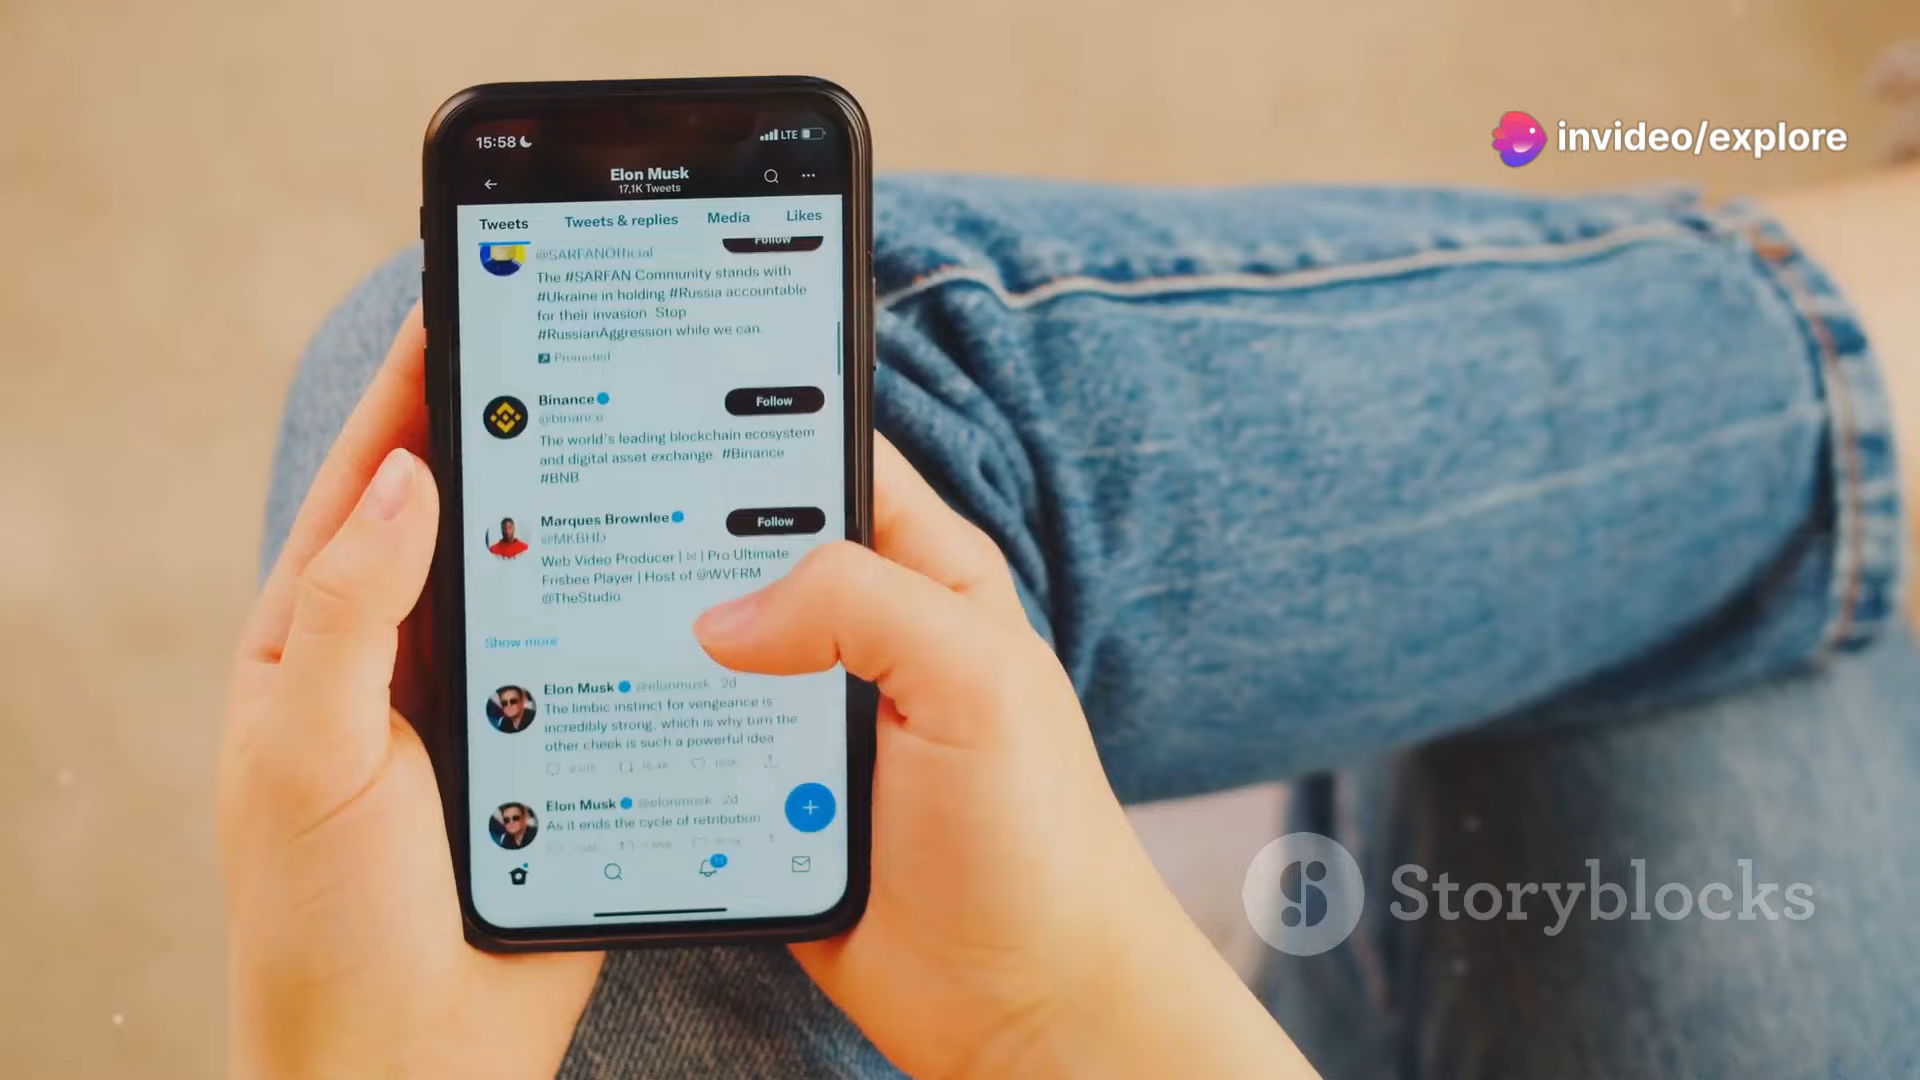 invideo/explore
15:58
LTE
Elon Musk
17,1K Tweets
Tweets
Tweets & replies
Media
Likes
@SARFANOfficial
Follow
The #SARFAN Community stands with
#Ukraine in holding #Russia accountable
for their invasion Stop
#RussianAggression while we can.
Promoted
Binance
Follow
@binance
The world's leading blockchain ecosystem
and digital asset exchange. #Binance
#BNB
Marques Brownlee
Follow
@MKBHD
Web Video Producer | ✉ | Pro Ultimate
Frisbee Player | Host of @WVFRM
@TheStudio
Show more
Elon Musk @elonmusk 2d
The limbic instinct for vengeance is
incredibly strong, which is why turn the
other cheek is such a powerful idea
Elon Musk @elonmusk 2d
As it ends the cycle of retribution
Storyblocks